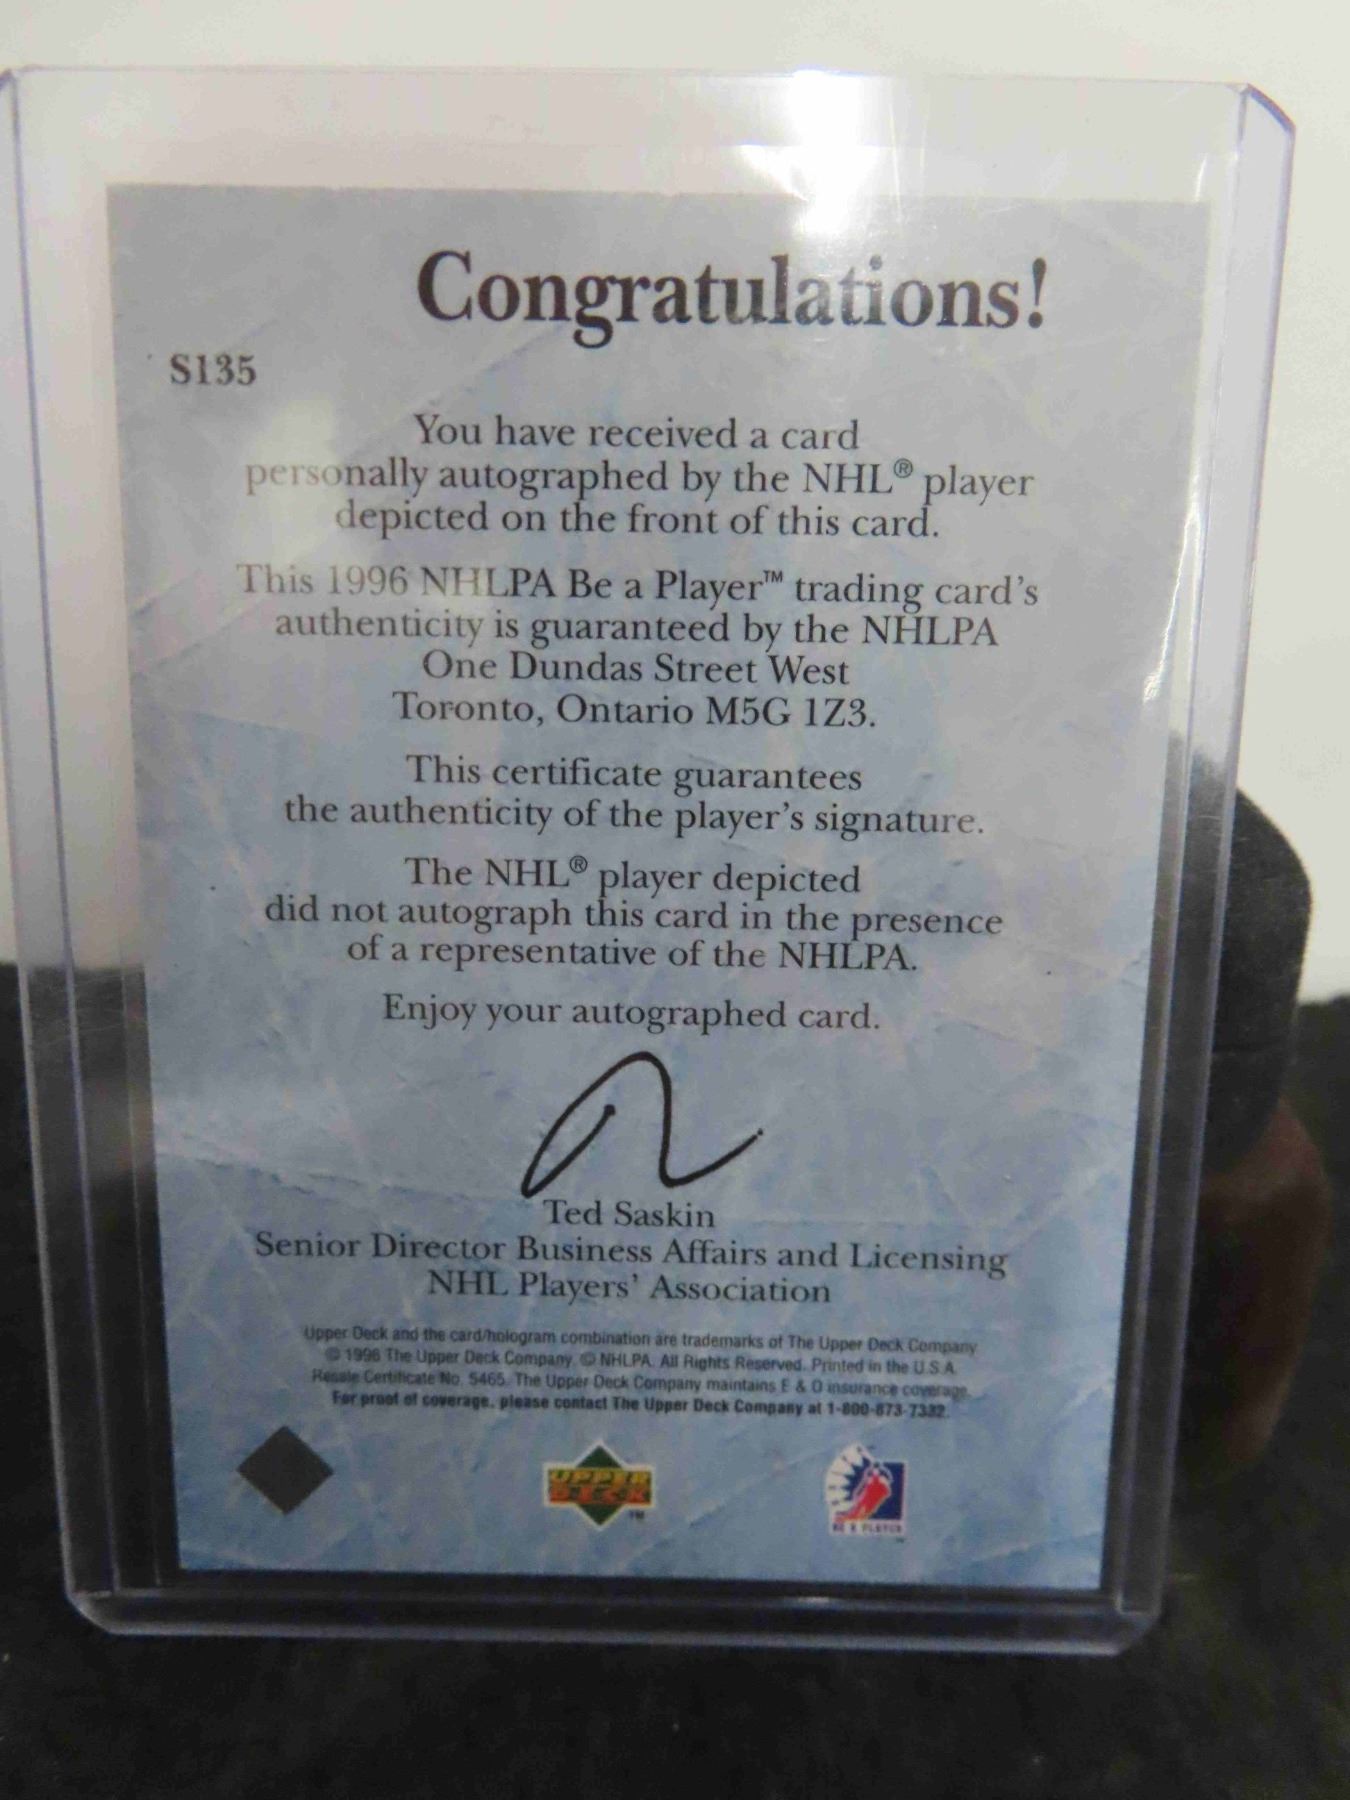 Congratulations!
S135
You have received a card
personally autographed by the NHL® player
depicted on the front of this card.
This 1996 NHLPA Be a Player™ trading card's
authenticity is guaranteed by the NHLPA
One Dundas Street West
Toronto, Ontario M5G 1Z3.
This certificate guarantees
the authenticity of the player's signature.
The NHL® player depicted
did not autograph this card in the presence
of a representative of the NHLPA.
Enjoy your autographed card.
Ted Saskin
Senior Director Business Affairs and Licensing
NHL Players' Association
Upper Deck and the card/hologram combination are trademarks of The Upper Deck Company
© 1996 The Upper Deck Company. © NHLPA. All Rights Reserved. Printed in the U.S.A.
Resale Certificate No. 5465. The Upper Deck Company maintains E & O insurance coverage.
For proof of coverage, please contact The Upper Deck Company at 1-800-873-7332.
UPPER
DECK
TM
BE A PLAYER